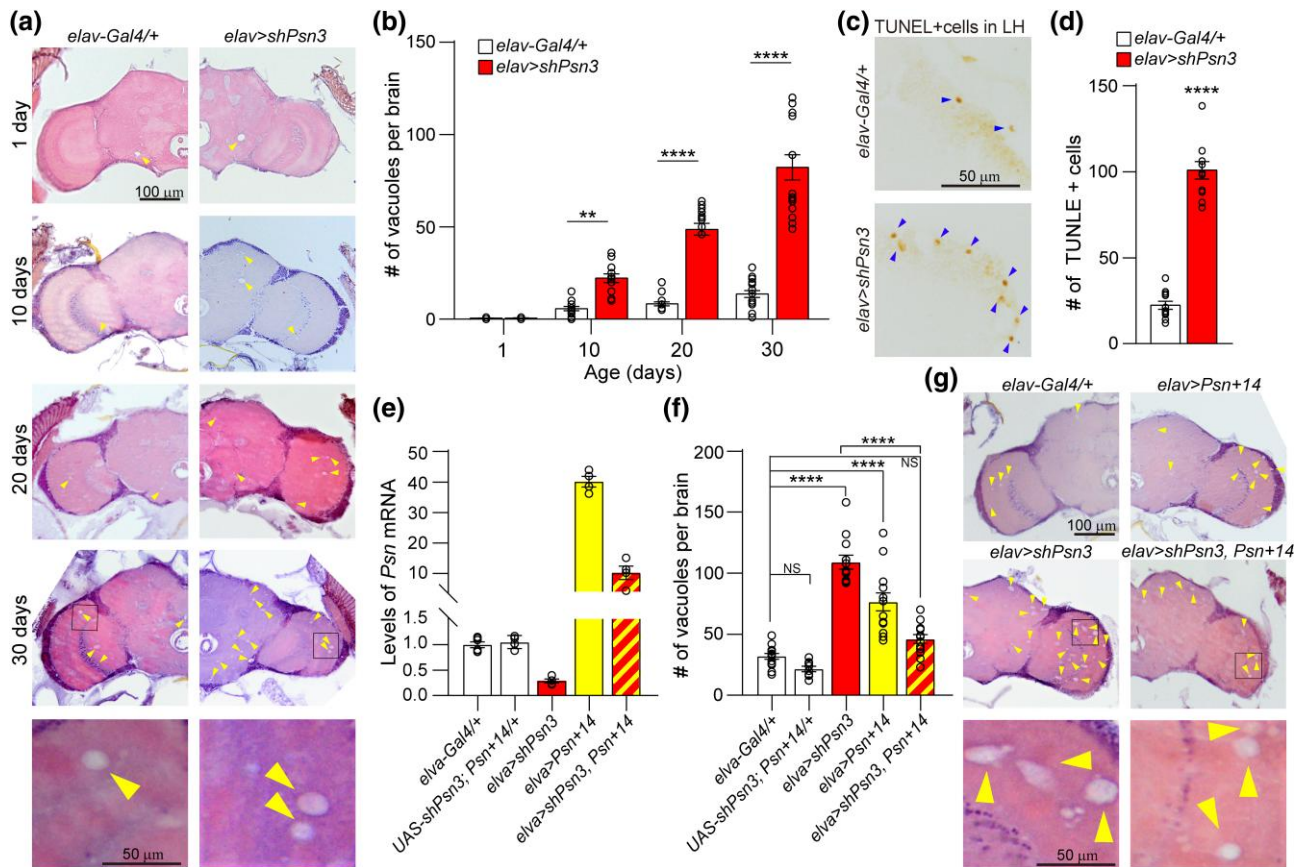 (a)
elav-Gal4/+ elav>shPsn3
1 day
100 µm
10 days
20 days
30 days
50 µm
(b)
elav-Gal4/+
elav>shPsn3
# of vacuoles per brain
150
100
50
0
** **** ****
1 10 20 30
Age (days)
(c)
TUNEL+cells in LH
elav-Gal4/+
50 µm
elav>shPsn3
(d)
elav-Gal4/+
elav>shPsn3
# of TUNLE + cells
150
100
50
0
****
(e)
Levels of Psn mRNA
50
40
30
20
10
1.5
1.0
0.5
0.0
elva-Gal4/+
UAS-shPsn3; Psn+14/+
elva>shPsn3
elva>Psn+14
elva>shPsn3, Psn+14
(f)
# of vacuoles per brain
200
150
100
50
0
****
**** NS
****
NS
elva-Gal4/+
UAS-shPsn3; Psn+14/+
elva>shPsn3
elva>Psn+14
elva>shPsn3, Psn+14
(g)
elav-Gal4/+ elav>Psn+14
100 µm
elav>shPsn3 elav>shPsn3, Psn+14
50 µm